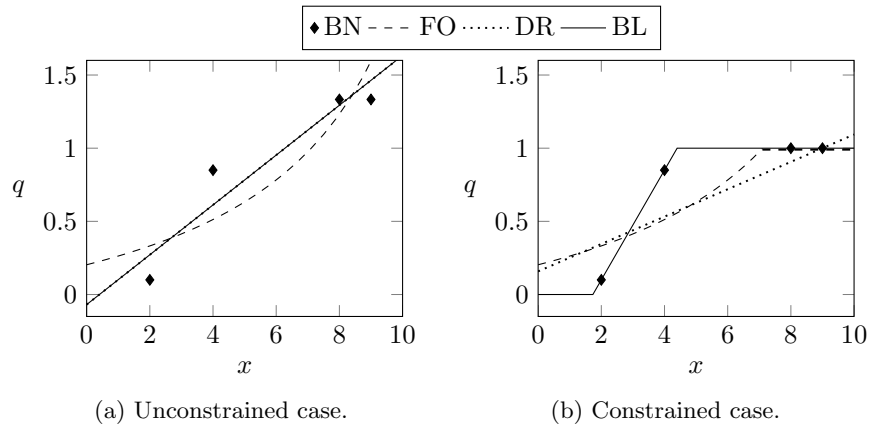 BN FO DR BL
1.5
1
0.5
0
q
0 2 4 6 8 10
x
(a) Unconstrained case.
1.5
1
0.5
0
q
0 2 4 6 8 10
x
(b) Constrained case.